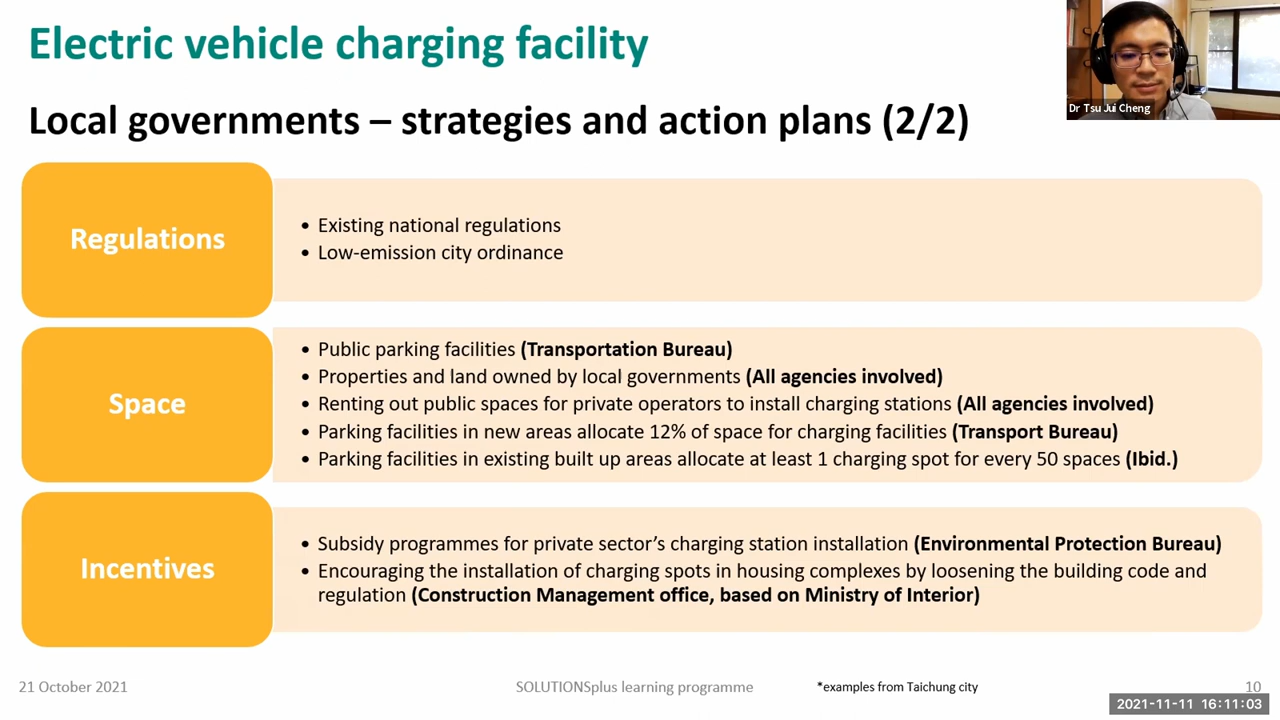 Electric vehicle charging facility
Dr Tsu Jui Cheng
Local governments – strategies and action plans (2/2)
Regulations
• Existing national regulations
• Low-emission city ordinance
Space
• Public parking facilities (Transportation Bureau)
• Properties and land owned by local governments (All agencies involved)
• Renting out public spaces for private operators to install charging stations (All agencies involved)
• Parking facilities in new areas allocate 12% of space for charging facilities (Transport Bureau)
• Parking facilities in existing built up areas allocate at least 1 charging spot for every 50 spaces (Ibid.)
Incentives
• Subsidy programmes for private sector’s charging station installation (Environmental Protection Bureau)
• Encouraging the installation of charging spots in housing complexes by loosening the building code and
regulation (Construction Management office, based on Ministry of Interior)
21 October 2021
SOLUTIONSplus learning programme
*examples from Taichung city
10
2021-11-11 16:11:03